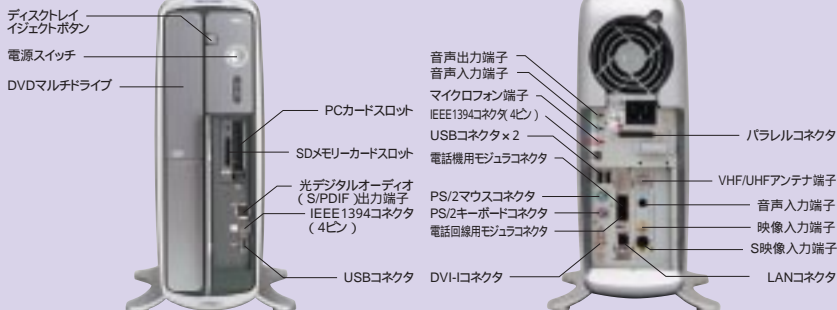 ディスクトレイ
イジェクトボタン
電源スイッチ
DVDマルチドライブ
PCカードスロット
SDメモリーカードスロット
光デジタルオーディオ
(S/PDIF)出力端子
IEEE1394コネクタ
(4ピン)
USBコネクタ
音声出力端子
音声入力端子
マイクロフォン端子
IEEE1394コネクタ(4ピン)
USBコネクタ×2
電話機用モジュラコネクタ
PS/2マウスコネクタ
PS/2キーボードコネクタ
電話回線用モジュラコネクタ
DVI-Iコネクタ
パラレルコネクタ
VHF/UHFアンテナ端子
音声入力端子
映像入力端子
S映像入力端子
LANコネクタ